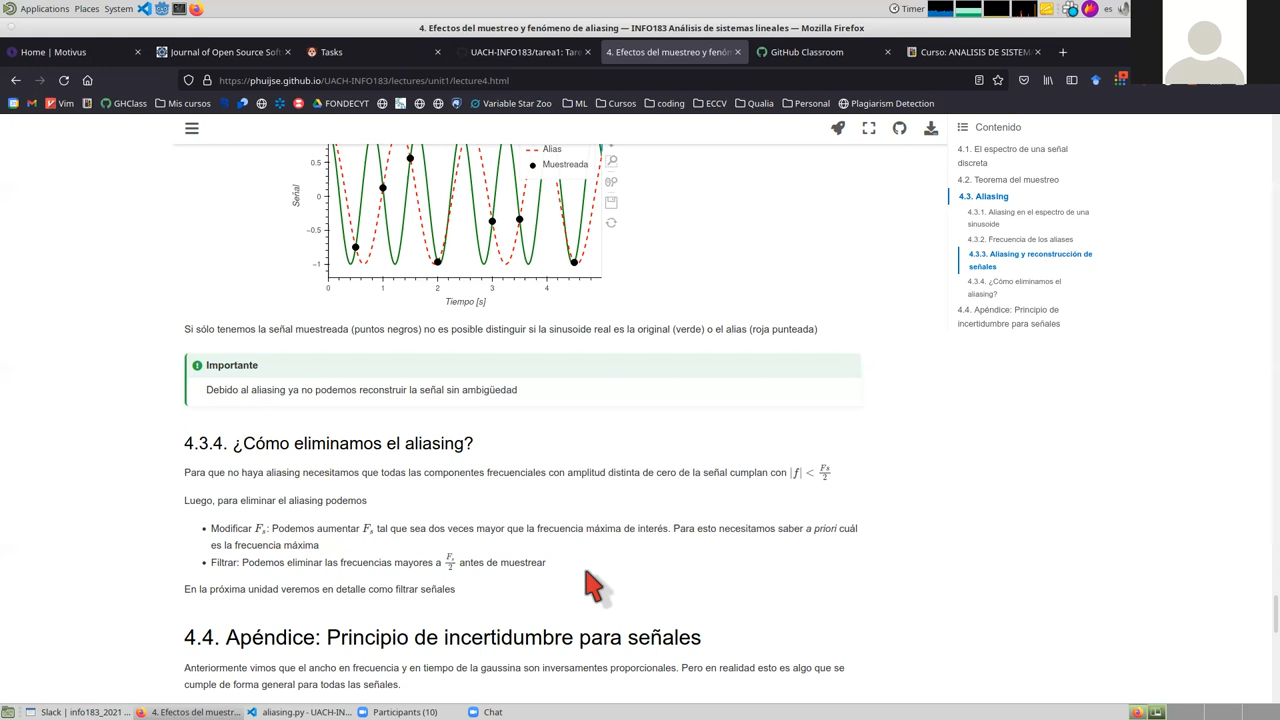 Applications Places System
Timer
es
4. Efectos del muestreo y fenómeno de aliasing — INFO183 Análisis de sistemas lineales — Mozilla Firefox
Home | Motivus ×
Journal of Open Source Sof ×
Tasks ×
UACH-INFO183/tarea1: Tare ×
4. Efectos del muestreo y fenóm ×
GitHub Classroom ×
Curso: ANALISIS DE SISTEM ×
https://phuijse.github.io/UACH-INFO183/lectures/unit1/lecture4.html
Vim
GHClass
Mis cursos
FONDECYT
Variable Star Zoo
ML
Cursos
coding
ECCV
Qualia
Personal
Plagiarism Detection
Contenido
4.1. El espectro de una señal
discreta
4.2. Teorema del muestreo
4.3. Aliasing
4.3.1. Aliasing en el espectro de una
sinusoide
4.3.2. Frecuencia de los aliases
4.3.3. Aliasing y reconstrucción de
señales
4.3.4. ¿Cómo eliminamos el
aliasing?
4.4. Apéndice: Principio de
incertidumbre para señales
Alias
Muestreada
0.5
0
−0.5
−1
Señal
0 1 2 3 4
Tiempo [s]
Si sólo tenemos la señal muestreada (puntos negros) no es posible distinguir si la sinusoide real es la original (verde) o el alias (roja punteada)
Importante
Debido al aliasing ya no podemos reconstruir la señal sin ambigüedad
4.3.4. ¿Cómo eliminamos el aliasing?
Para que no haya aliasing necesitamos que todas las componentes frecuenciales con amplitud distinta de cero de la señal cumplan con |f| < Fs/2
Luego, para eliminar el aliasing podemos
• Modificar F_s: Podemos aumentar F_s tal que sea dos veces mayor que la frecuencia máxima de interés. Para esto necesitamos saber a priori cuál
es la frecuencia máxima
• Filtrar: Podemos eliminar las frecuencias mayores a F_s/2 antes de muestrear
En la próxima unidad veremos en detalle como filtrar señales
4.4. Apéndice: Principio de incertidumbre para señales
Anteriormente vimos que el ancho en frecuencia y en tiempo de la gaussina son inversamente proporcionales. Pero en realidad esto es algo que se
cumple de forma general para todas las señales.
Slack | info183_2021 ...
4. Efectos del muestr...
aliasing.py - UACH-IN...
Participants (10)
Chat